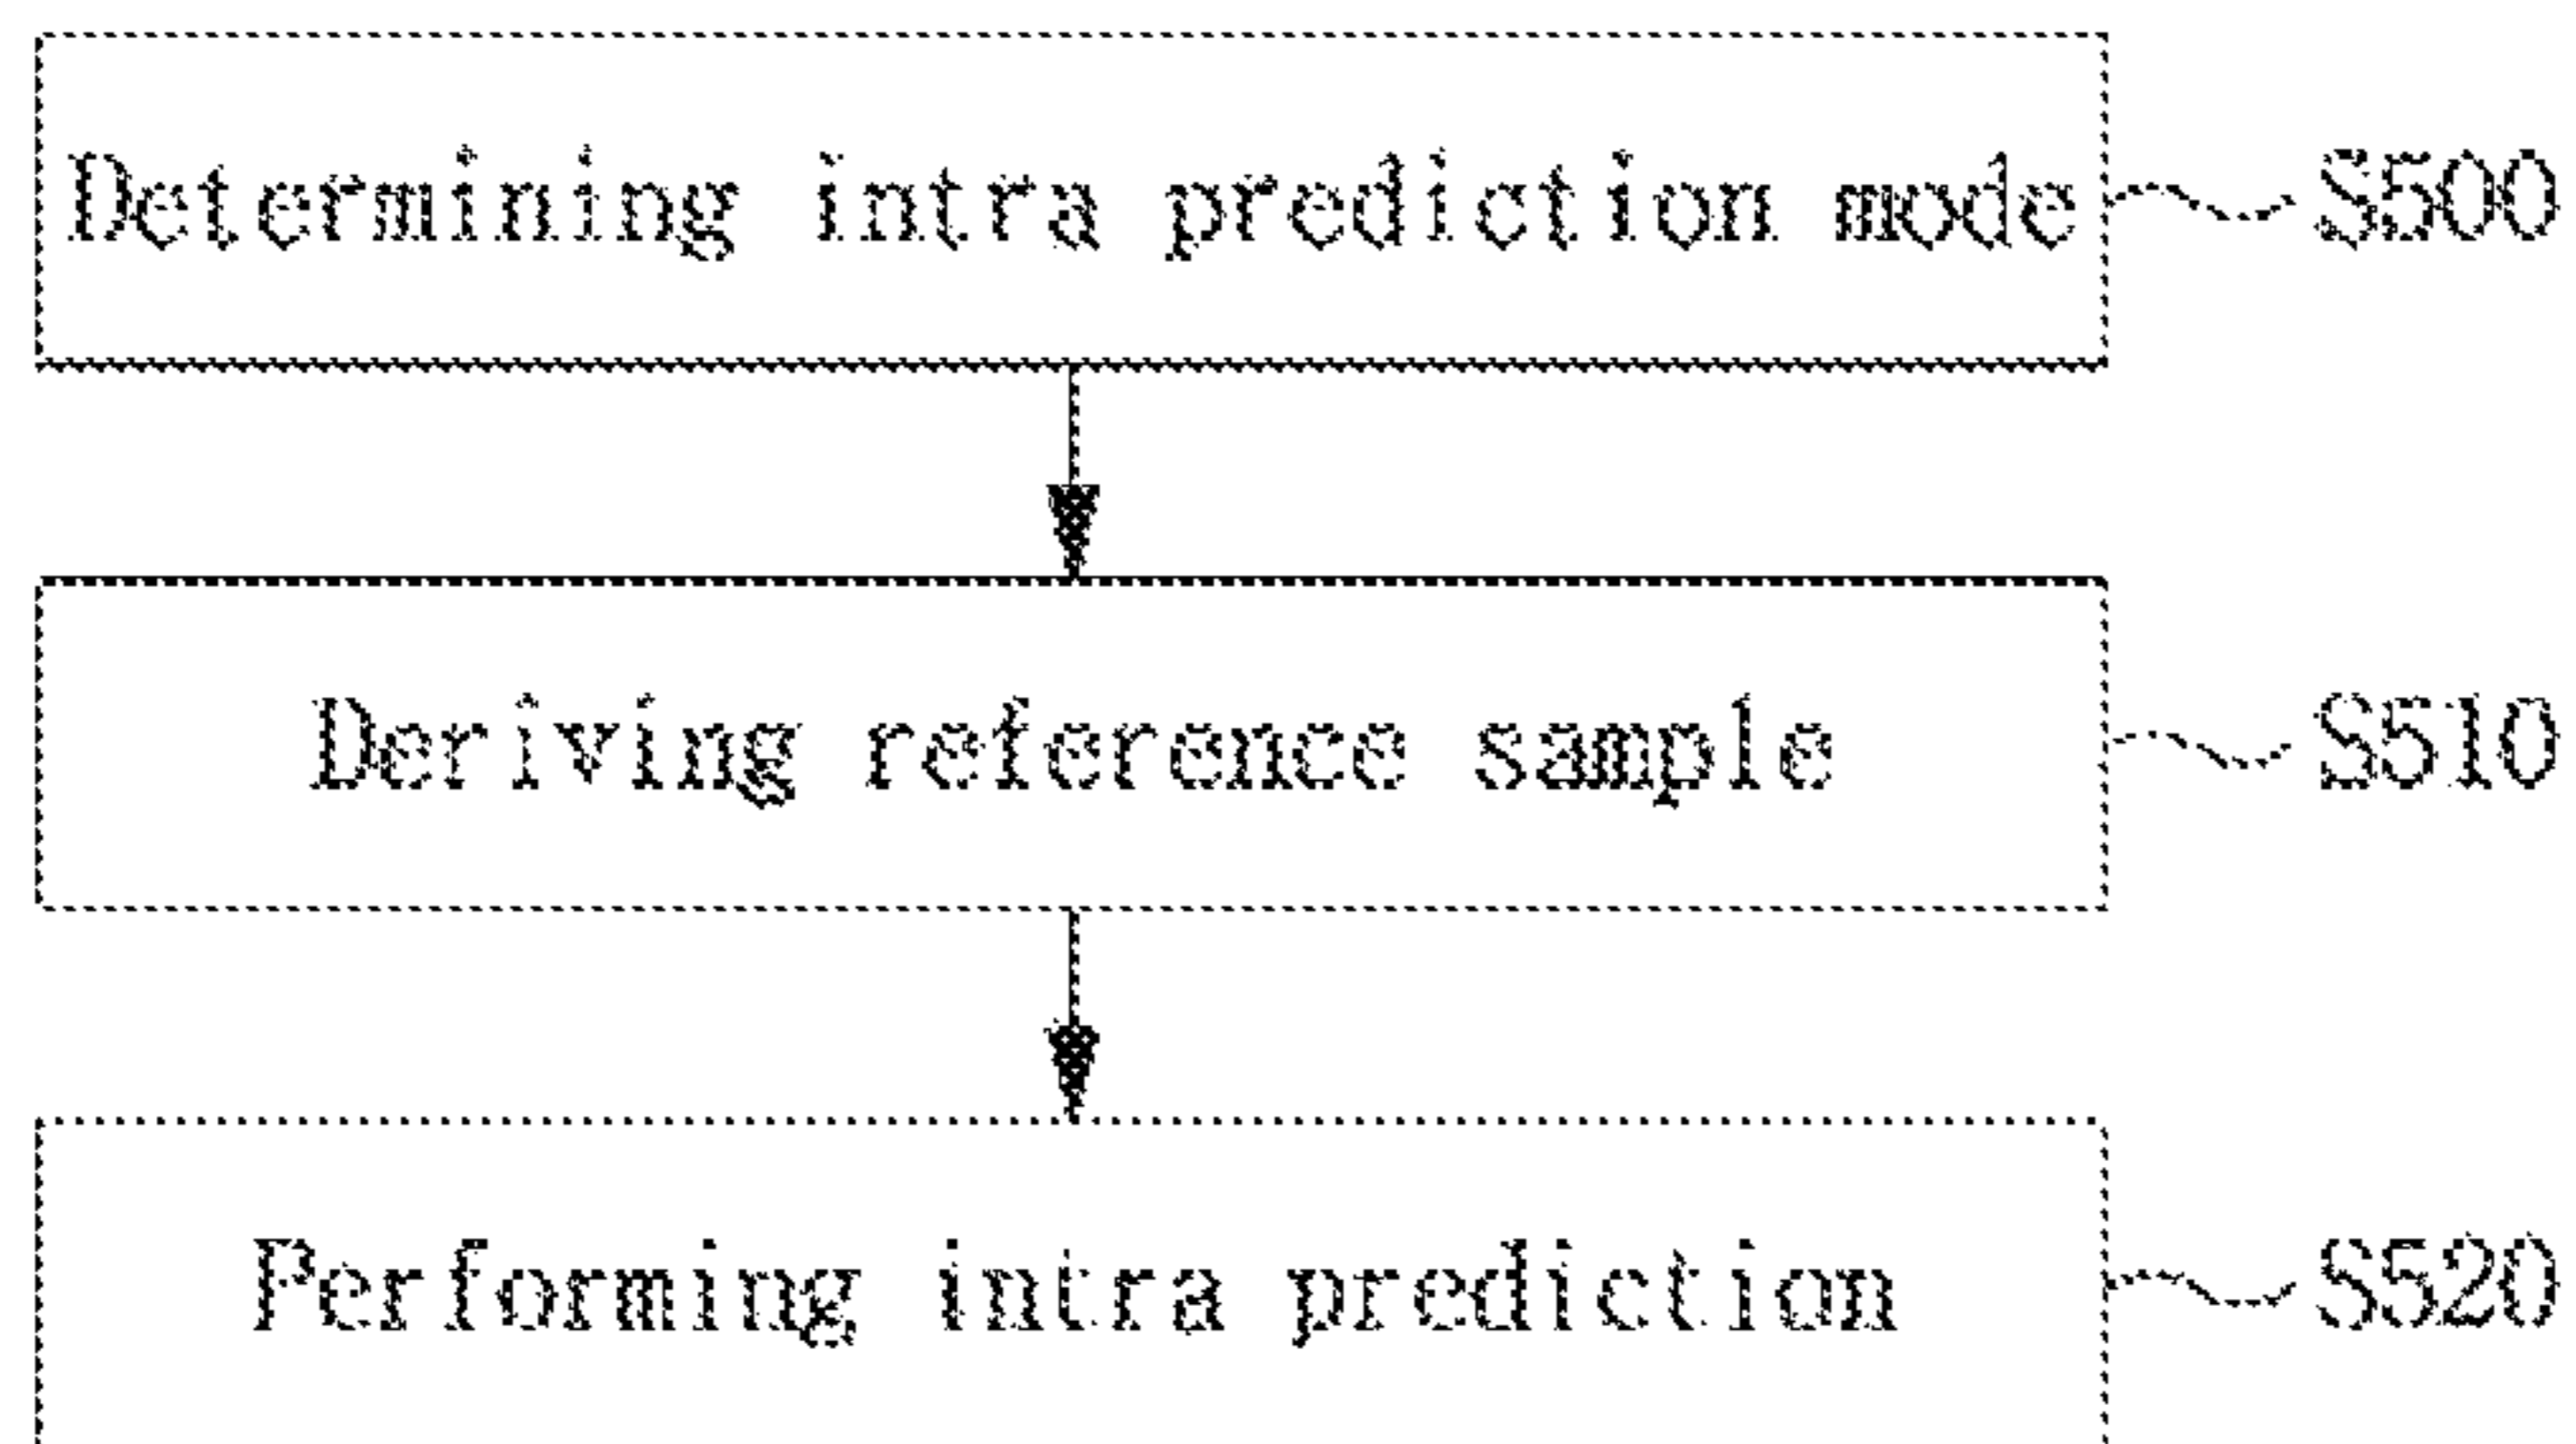 Determining intra prediction mode S500
Deriving reference sample S510
Performing intra prediction S520